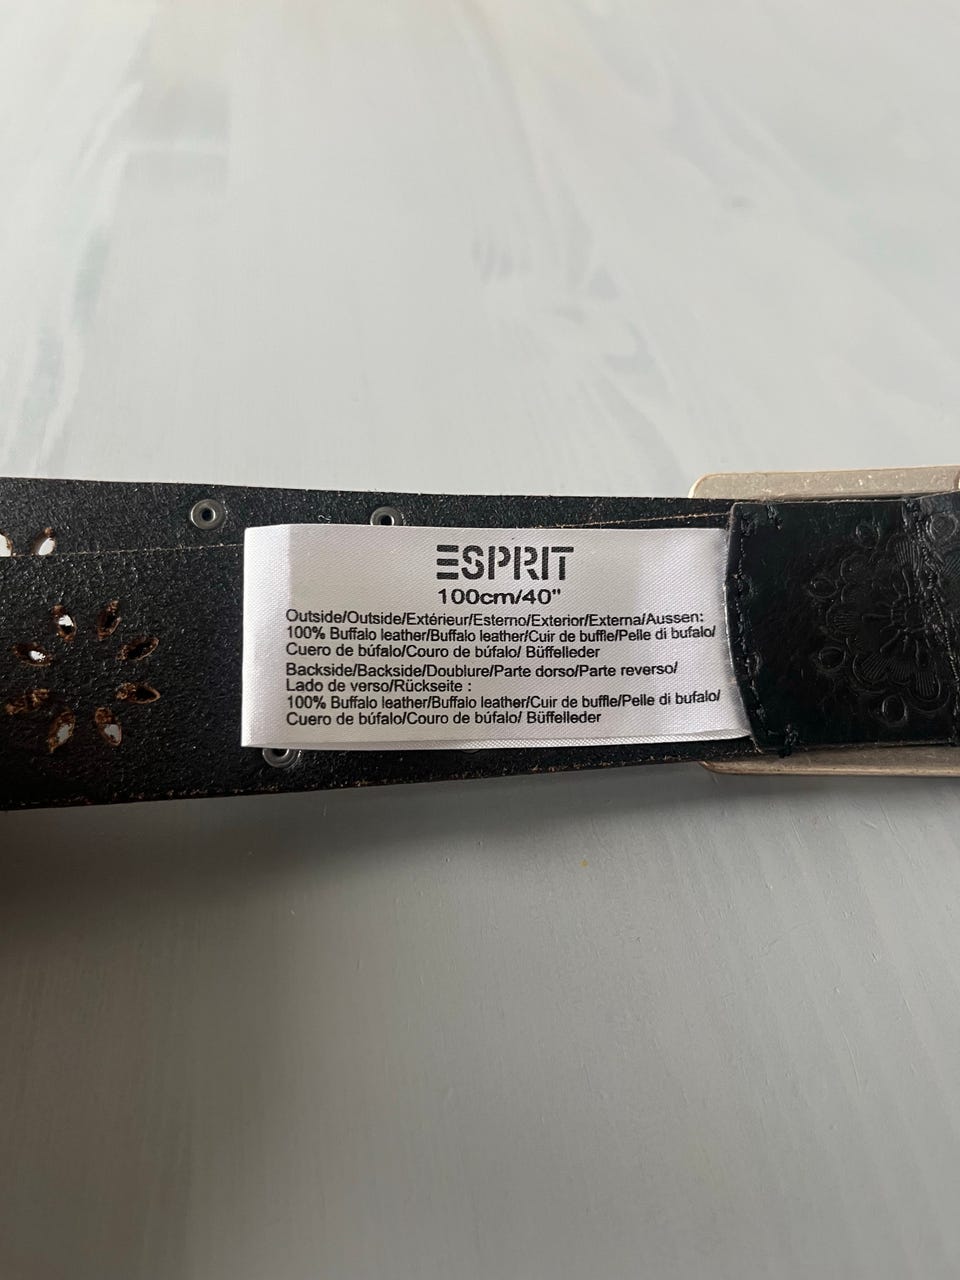 ESPRIT
100cm/40"
Outside/Outside/Extérieur/Esterno/Exterior/Externa/Aussen:
100% Buffalo leather/Buffalo leather/Cuir de buffle/Pelle di bufalo/
Cuero de búfalo/Couro de búfalo/ Büffelleder
Backside/Backside/Doublure/Parte dorso/Parte reverso/
Lado de verso/Rückseite :
100% Buffalo leather/Buffalo leather/Cuir de buffle/Pelle di bufalo/
Cuero de búfalo/Couro de búfalo/ Büffelleder